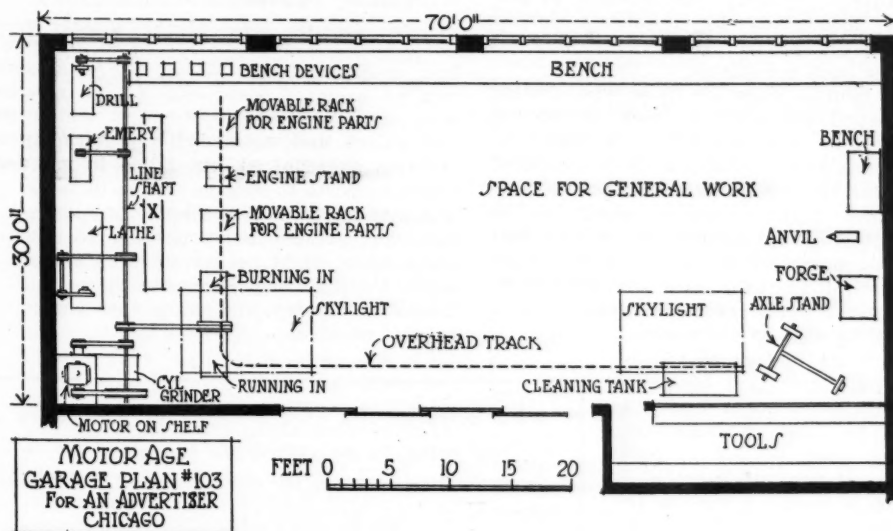 70'0"
BENCH DEVICES
BENCH
DRILL
MOVABLE RACK
FOR ENGINE PARTS
EMERY
BENCH
LINE
SHAFT
ENGINE STAND
SPACE FOR GENERAL WORK
30'0"
X
LATHE
MOVABLE RACK
FOR ENGINE PARTS
ANVIL
BURNING IN
FORGE
SKYLIGHT
SKYLIGHT
AXLE STAND
OVERHEAD TRACK
CYL
GRINDER
RUNNING IN
CLEANING TANK
MOTOR ON SHELF
TOOLS
MOTOR AGE
GARAGE PLAN #103
FOR AN ADVERTISER
CHICAGO
FEET 0 5 10 15 20